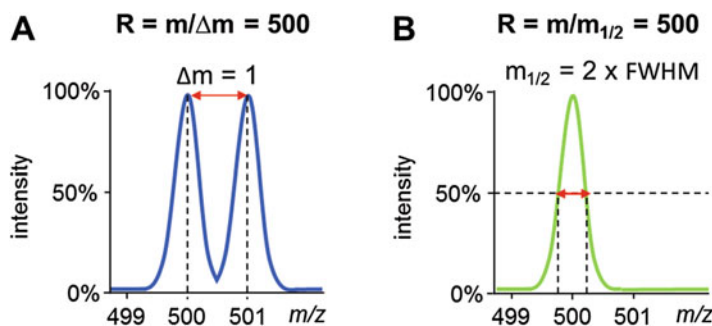 A
R = m/Δm = 500
Δm = 1
100%
50%
0%
intensity
499 500 501 m/z
B
R = m/m1/2 = 500
m1/2 = 2 x FWHM
100%
50%
0%
intensity
499 500 501 m/z